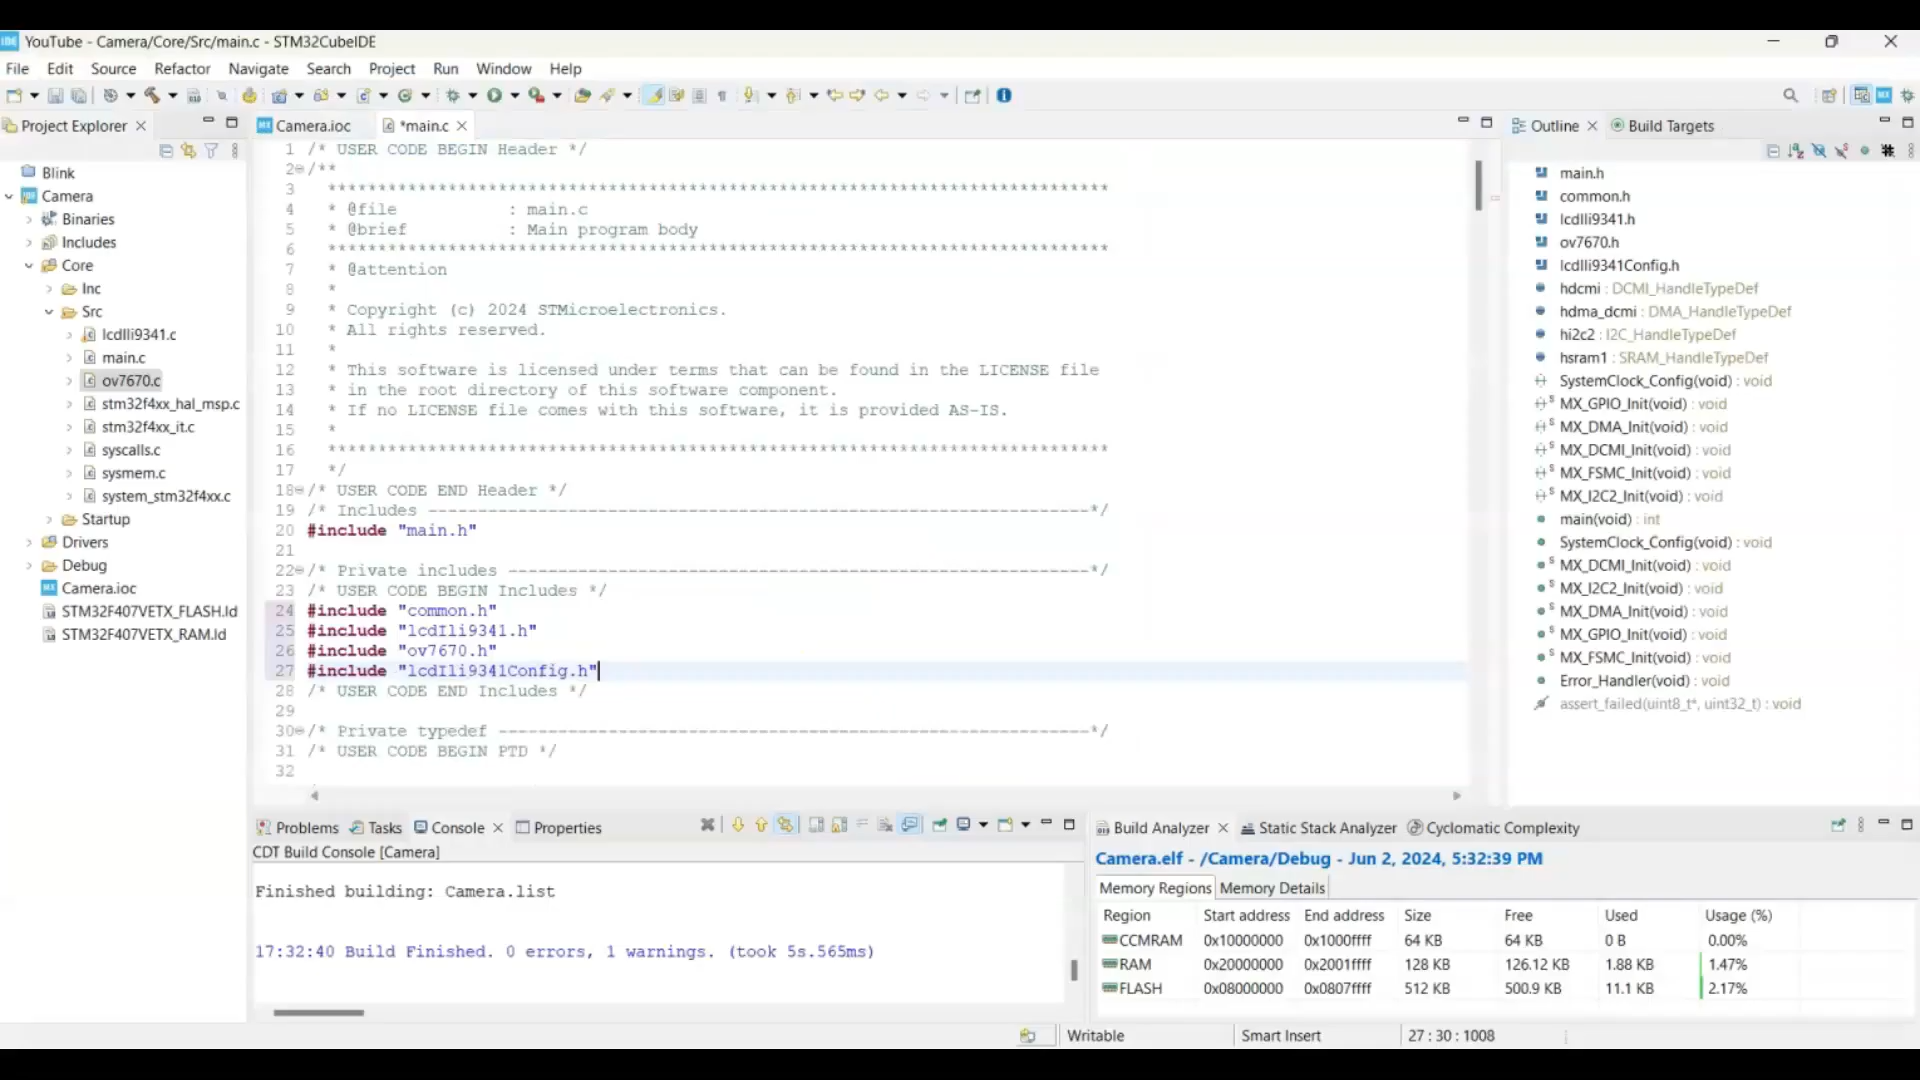 YouTube - Camera/Core/Src/main.c - STM32CubeIDE
File Edit Source Refactor Navigate Search Project Run Window Help
Project Explorer
Blink
Camera
Binaries
Includes
Core
Inc
Src
lcdIli9341.c
main.c
ov7670.c
stm32f4xx_hal_msp.c
stm32f4xx_it.c
syscalls.c
sysmem.c
system_stm32f4xx.c
Startup
Drivers
Debug
Camera.ioc
STM32F407VETX_FLASH.ld
STM32F407VETX_RAM.ld
Camera.ioc *main.c
1 /* USER CODE BEGIN Header */
2 /**
3 ******************************************************************************
4 * @file : main.c
5 * @brief : Main program body
6 ******************************************************************************
7 * @attention
8 *
9 * Copyright (c) 2024 STMicroelectronics.
10 * All rights reserved.
11 *
12 * This software is licensed under terms that can be found in the LICENSE file
13 * in the root directory of this software component.
14 * If no LICENSE file comes with this software, it is provided AS-IS.
15 *
16 ******************************************************************************
17 */
18 /* USER CODE END Header */
19 /* Includes ------------------------------------------------------------------*/
20 #include "main.h"
21
22 /* Private includes ----------------------------------------------------------*/
23 /* USER CODE BEGIN Includes */
24 #include "common.h"
25 #include "lcdIli9341.h"
26 #include "ov7670.h"
27 #include "lcdIli9341Config.h"
28 /* USER CODE END Includes */
29
30 /* Private typedef -----------------------------------------------------------*/
31 /* USER CODE BEGIN PTD */
32
Outline Build Targets
main.h
common.h
lcdIli9341.h
ov7670.h
lcdIli9341Config.h
hdcmi : DCMI_HandleTypeDef
hdma_dcmi : DMA_HandleTypeDef
hi2c2 : I2C_HandleTypeDef
hsram1 : SRAM_HandleTypeDef
SystemClock_Config(void) : void
MX_GPIO_Init(void) : void
MX_DMA_Init(void) : void
MX_DCMI_Init(void) : void
MX_FSMC_Init(void) : void
MX_I2C2_Init(void) : void
main(void) : int
SystemClock_Config(void) : void
MX_DCMI_Init(void) : void
MX_I2C2_Init(void) : void
MX_DMA_Init(void) : void
MX_GPIO_Init(void) : void
MX_FSMC_Init(void) : void
Error_Handler(void) : void
assert_failed(uint8_t*, uint32_t) : void
Problems Tasks Console Properties
CDT Build Console [Camera]
Finished building: Camera.list
17:32:40 Build Finished. 0 errors, 1 warnings. (took 5s.565ms)
Build Analyzer Static Stack Analyzer Cyclomatic Complexity
Camera.elf - /Camera/Debug - Jun 2, 2024, 5:32:39 PM
Memory Regions Memory Details
Region Start address End address Size Free Used Usage (%)
CCMRAM 0x10000000 0x1000ffff 64 KB 64 KB 0 B 0.00%
RAM 0x20000000 0x2001ffff 128 KB 126.12 KB 1.88 KB 1.47%
FLASH 0x08000000 0x0807ffff 512 KB 500.9 KB 11.1 KB 2.17%
Writable Smart Insert 27 : 30 : 1008